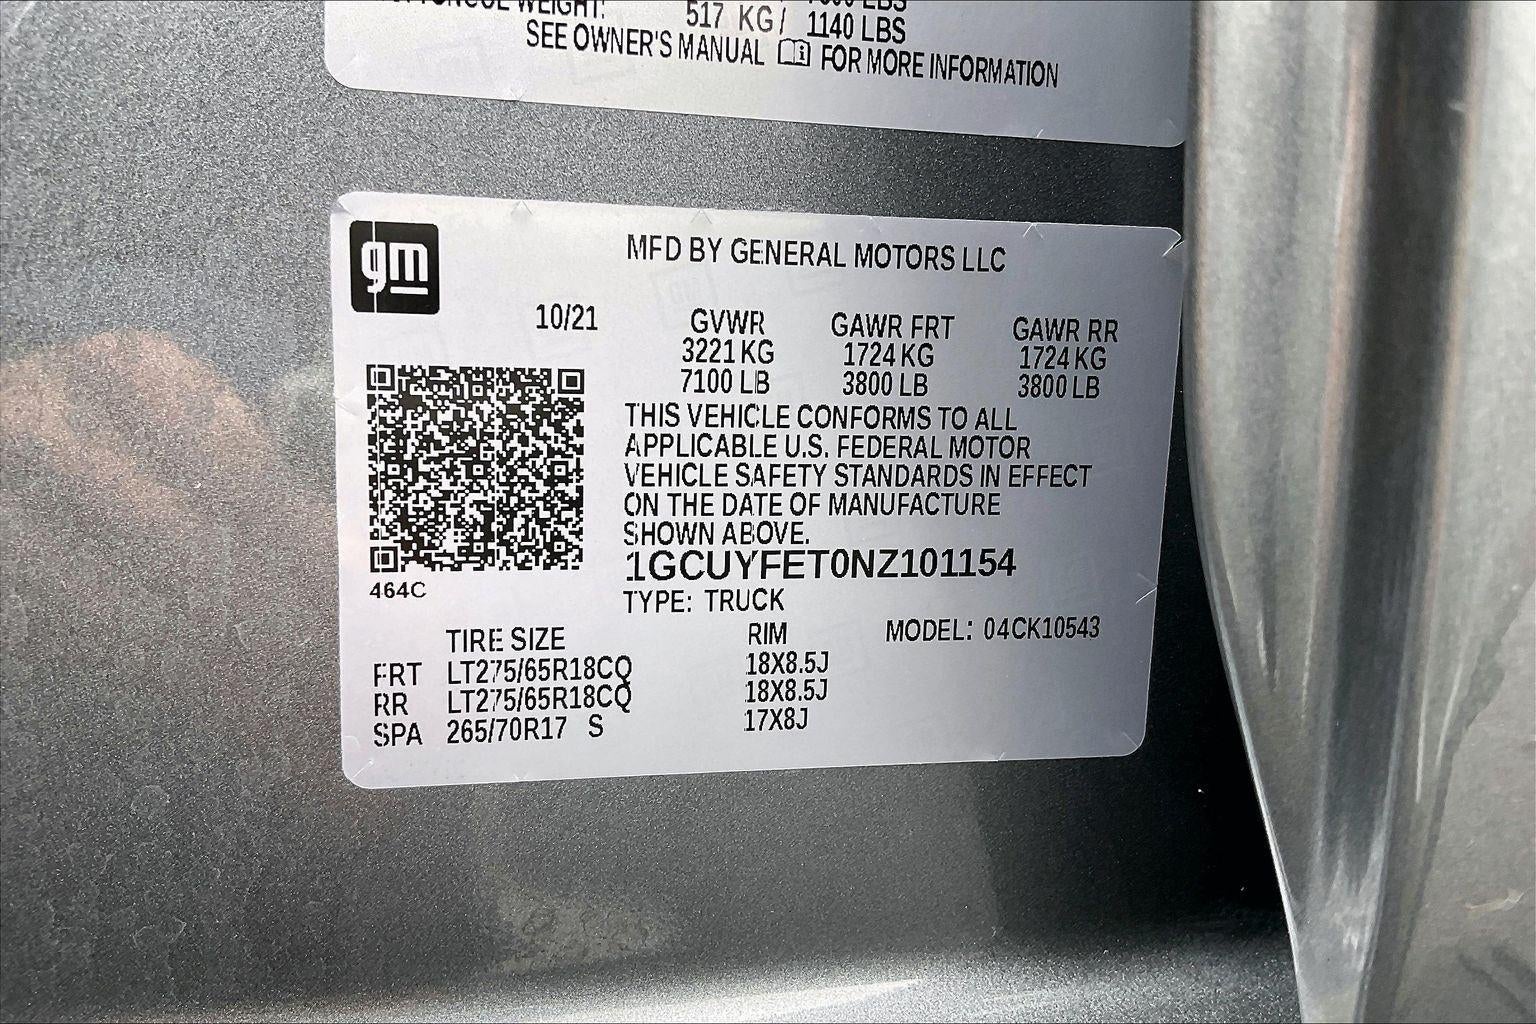 WEIGHT: 517 KG/ 1140 LBS
SEE OWNER'S MANUAL FOR MORE INFORMATION
gm
MFD BY GENERAL MOTORS LLC
10/21 GVWR GAWR FRT GAWR RR
3221 KG 1724 KG 1724 KG
7100 LB 3800 LB 3800 LB
THIS VEHICLE CONFORMS TO ALL
APPLICABLE U.S. FEDERAL MOTOR
VEHICLE SAFETY STANDARDS IN EFFECT
ON THE DATE OF MANUFACTURE
SHOWN ABOVE.
1GCUYFET0NZ101154
464C
TYPE: TRUCK
TIRE SIZE RIM MODEL: 04CK10543
FRT LT275/65R18CQ 18X8.5J
RR LT275/65R18CQ 18X8.5J
SPA 265/70R17 S 17X8J